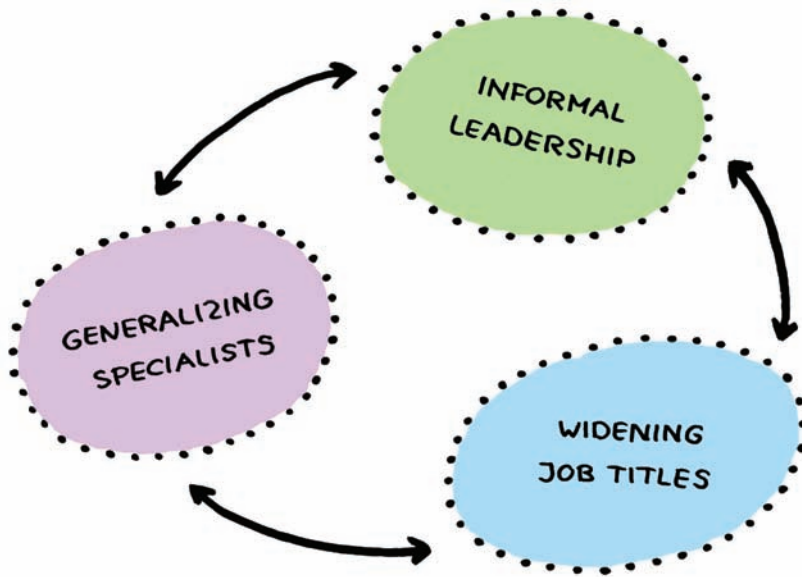 INFORMAL
LEADERSHIP
GENERALIZING
SPECIALISTS
WIDENING
JOB TITLES